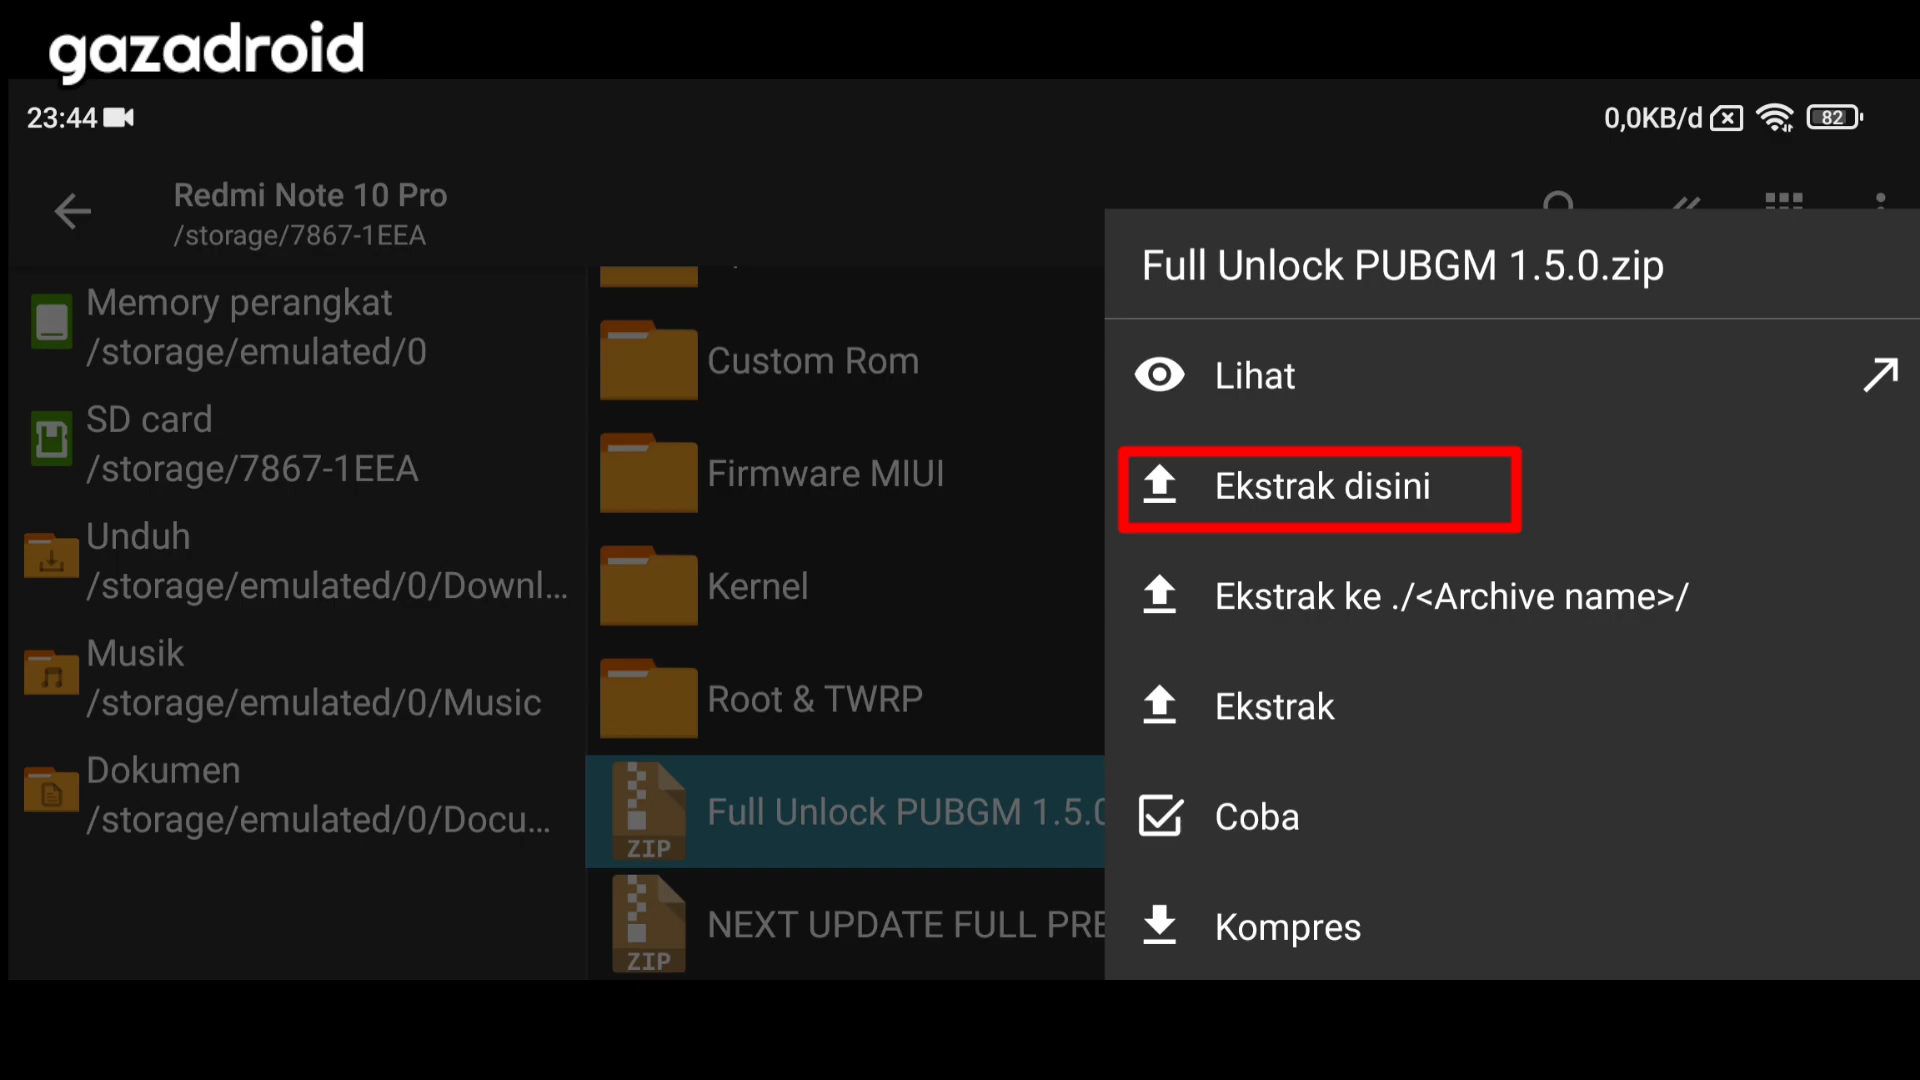 gazadroid
23:44
0,0KB/d
82
Redmi Note 10 Pro
/storage/7867-1EEA
Memory perangkat
/storage/emulated/0
SD card
/storage/7867-1EEA
Unduh
/storage/emulated/0/Downl...
Musik
/storage/emulated/0/Music
Dokumen
/storage/emulated/0/Docu...
Custom Rom
Firmware MIUI
Kernel
Root & TWRP
ZIP
Full Unlock PUBGM 1.5.0
ZIP
NEXT UPDATE FULL PRE
Full Unlock PUBGM 1.5.0.zip
Lihat
Ekstrak disini
Ekstrak ke ./<Archive name>/
Ekstrak
Coba
Kompres